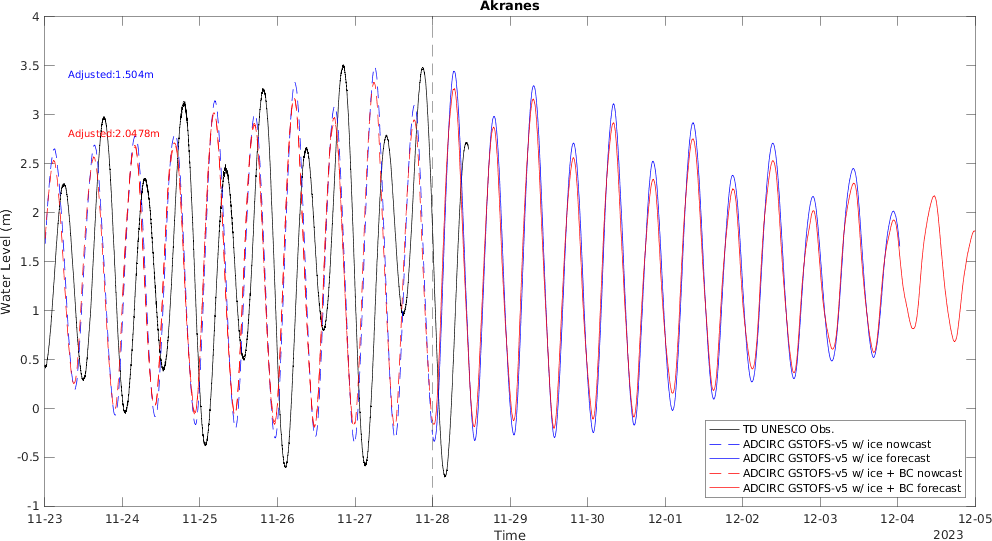 Akranes
4
3.5
3
2.5
2
1.5
1
0.5
0
-0.5
-1
Water Level (m)
Adjusted:1.504m
Adjusted:2.0478m
TD UNESCO Obs.
ADCIRC GSTOFS-v5 w/ ice nowcast
ADCIRC GSTOFS-v5 w/ ice forecast
ADCIRC GSTOFS-v5 w/ ice + BC nowcast
ADCIRC GSTOFS-v5 w/ ice + BC forecast
11-23 11-24 11-25 11-26 11-27 11-28 11-29 11-30 12-01 12-02 12-03 12-04 12-05
Time
2023